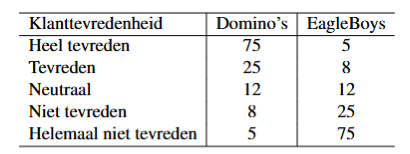 Klanttevredenheid Domino's EagleBoys
Heel tevreden 75 5
Tevreden 25 8
Neutraal 12 12
Niet tevreden 8 25
Helemaal niet tevreden 5 75